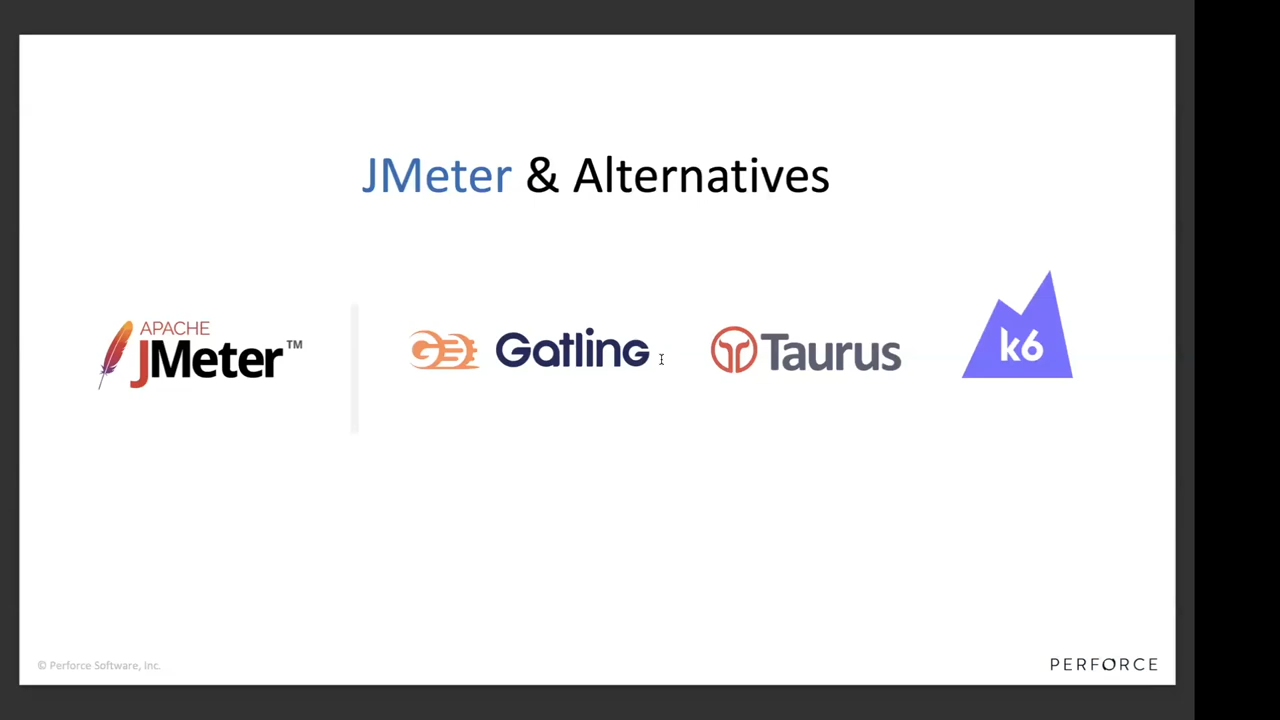 JMeter & Alternatives
APACHE
JMeter™
Gatling
Taurus
k6
© Perforce Software, Inc.
PERFORCE